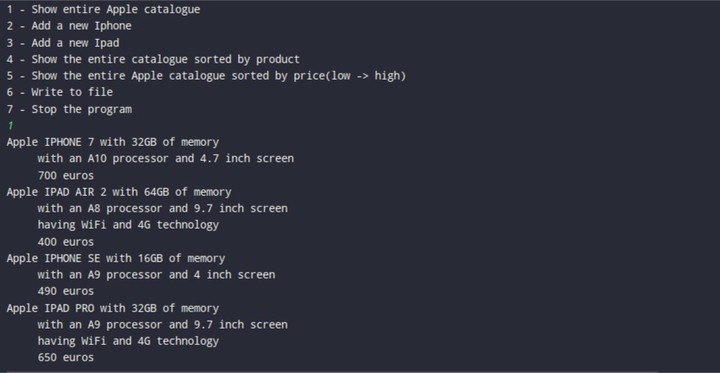 1 - Show entire Apple catalogue
2 - Add a new Iphone
3 - Add a new Ipad
4 - Show the entire catalogue sorted by product
5 - Show the entire Apple catalogue sorted by price(low -> high)
6 - Write to file
7 - Stop the program
1
Apple IPHONE 7 with 32GB of memory
with an A10 processor and 4.7 inch screen
700 euros
Apple IPAD AIR 2 with 64GB of memory
with an A8 processor and 9.7 inch screen
having WiFi and 4G technology
400 euros
Apple IPHONE SE with 16GB of memory
with an A9 processor and 4 inch screen
490 euros
Apple IPAD PRO with 32GB of memory
with an A9 processor and 9.7 inch screen
having WiFi and 4G technology
650 euros